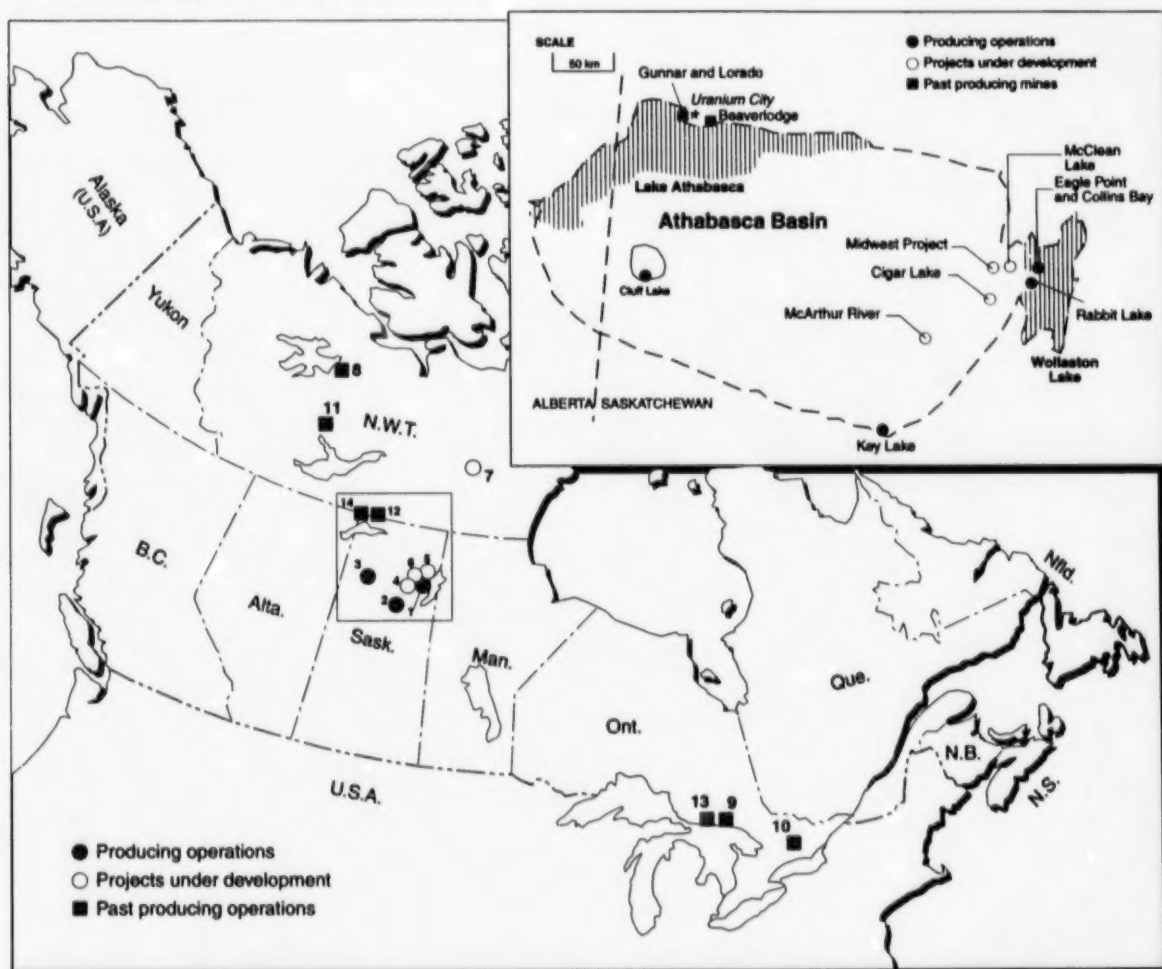 SCALE
50 km
Producing operations
Projects under development
Past producing mines
Gunnar and Lorado
Uranium City
*
Beaverlodge
Lake Athabasca
McClean
Lake
Eagle Point
and Collins Bay
Athabasca Basin
Midwest Project
Cigar Lake
Cluff Lake
McArthur River
Rabbit Lake
Wollaston
Lake
ALBERTA SASKATCHEWAN
Key Lake
Alaska
(U.S.A)
Yukon
8
11
N.W.T.
7
14
12
B.C.
Alta.
Sask.
3
6
5
4
2
1
Man.
Ont.
Que.
Nfld.
N.B.
N.S.
U.S.A.
13
9
10
Producing operations
Projects under development
Past producing operations